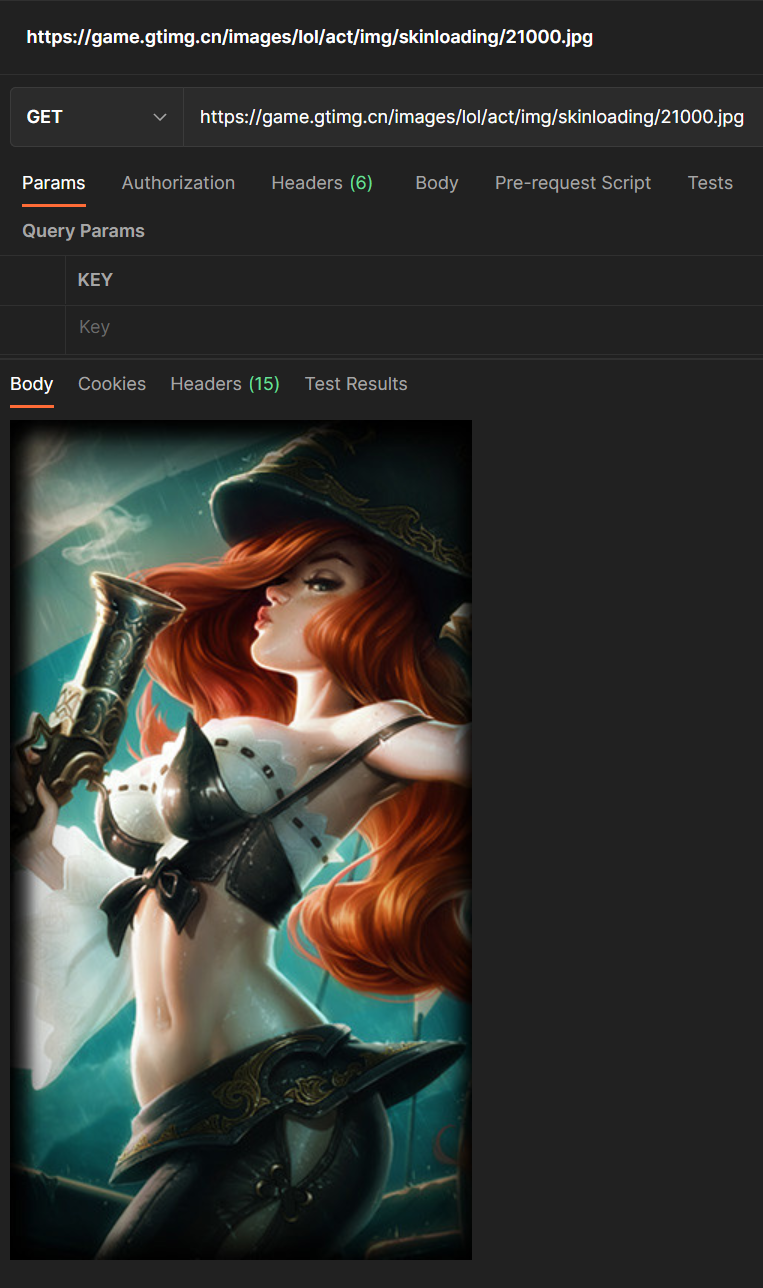 https://game.gtimg.cn/images/lol/act/img/skinloading/21000.jpg
GET https://game.gtimg.cn/images/lol/act/img/skinloading/21000.jpg
Params Authorization Headers (6) Body Pre-request Script Tests
Query Params
KEY
Key
Body Cookies Headers (15) Test Results